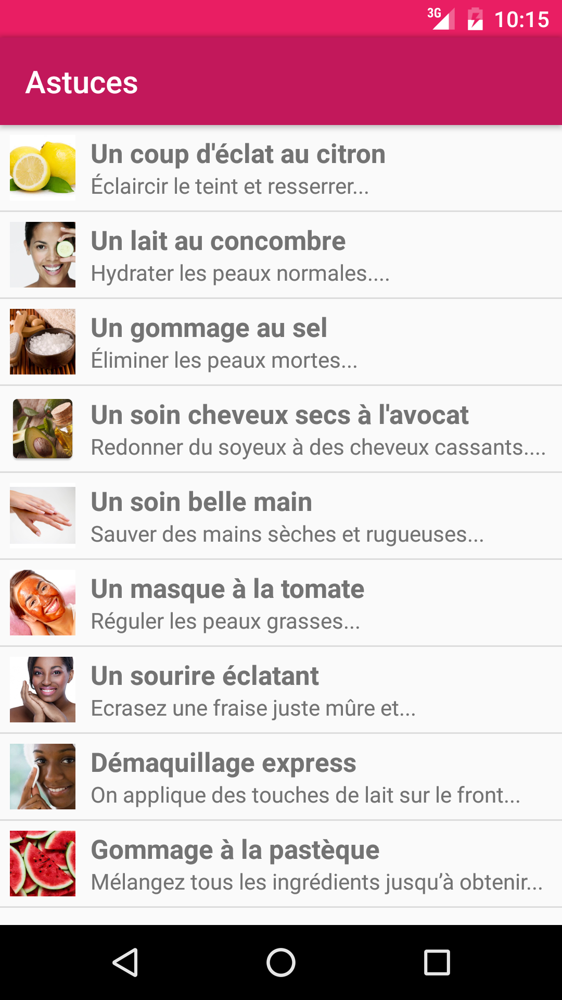 3G 10:15
Astuces
Un coup d'éclat au citron
Éclaircir le teint et resserrer...
Un lait au concombre
Hydrater les peaux normales....
Un gommage au sel
Éliminer les peaux mortes...
Un soin cheveux secs à l'avocat
Redonner du soyeux à des cheveux cassants....
Un soin belle main
Sauver des mains sèches et rugueuses...
Un masque à la tomate
Réguler les peaux grasses...
Un sourire éclatant
Ecrasez une fraise juste mûre et...
Démaquillage express
On applique des touches de lait sur le front...
Gommage à la pastèque
Mélangez tous les ingrédients jusqu’à obtenir...